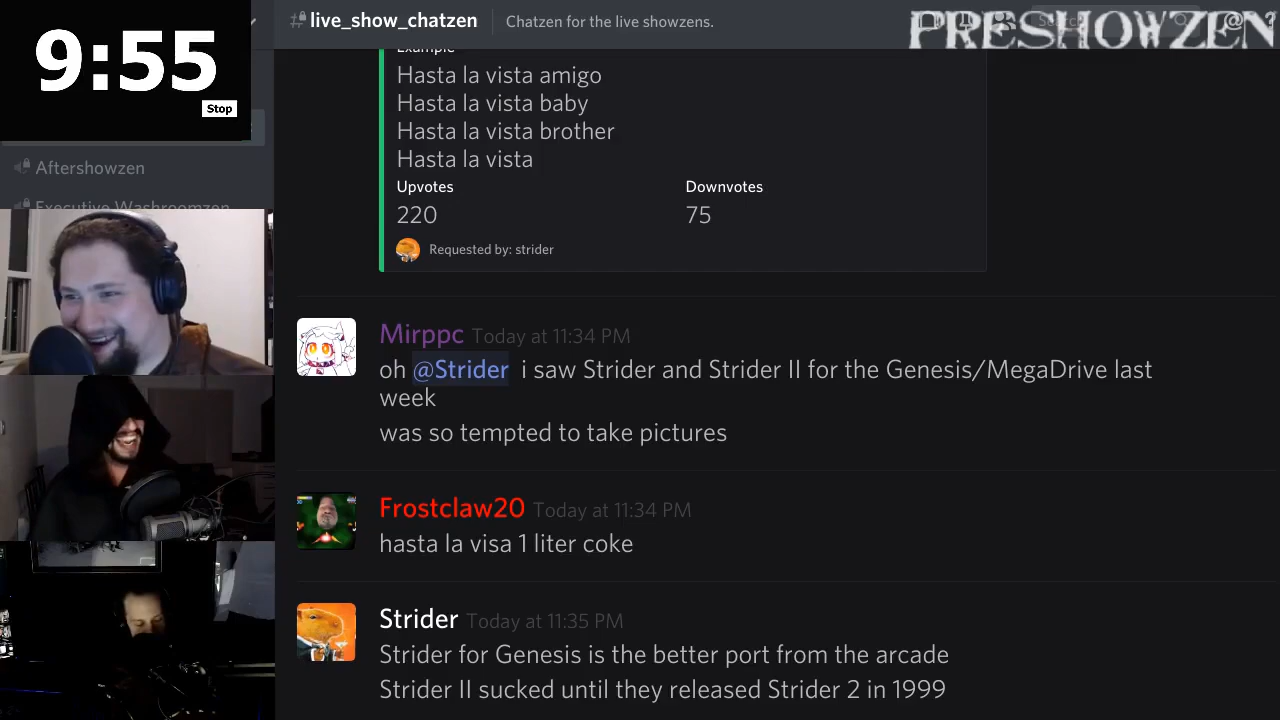 9:55
Stop
live_show_chatzen
Chatzen for the live showzens.
PRESHOWZEN
Search
Aftershowzen
Executive Washroomzen
Example
Hasta la vista amigo
Hasta la vista baby
Hasta la vista brother
Hasta la vista
Upvotes Downvotes
220 75
Requested by: strider
Mirppc Today at 11:34 PM
oh @Strider i saw Strider and Strider II for the Genesis/MegaDrive last
week
was so tempted to take pictures
Frostclaw20 Today at 11:34 PM
hasta la visa 1 liter coke
Strider Today at 11:35 PM
Strider for Genesis is the better port from the arcade
Strider II sucked until they released Strider 2 in 1999